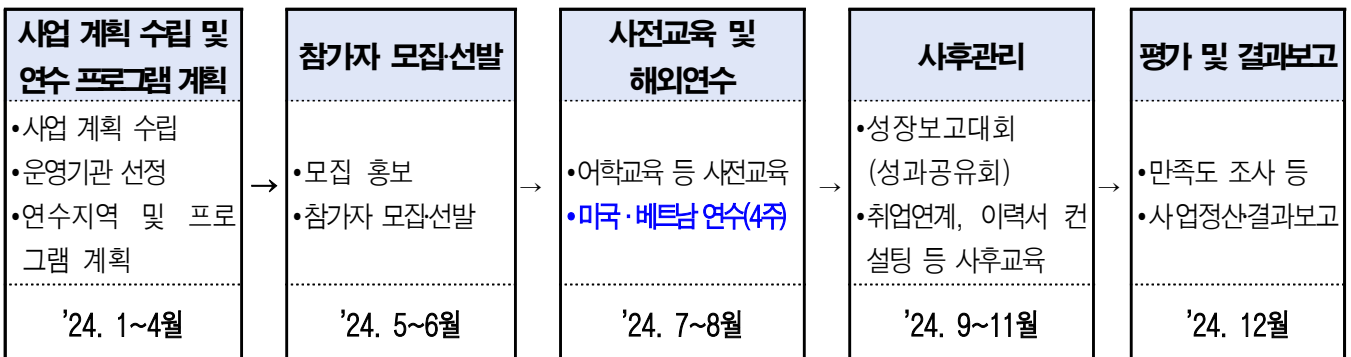 사업 계획 수립 및
연수 프로그램 계획
•사업 계획 수립
•운영기관 선정
•연수지역 및 프로
그램 계획
'24. 1~4월
→
참가자 모집·선발
•모집 홍보
•참가자 모집·선발
'24. 5~6월
→
사전교육 및
해외연수
•어학교육 등 사전교육
•미국·베트남 연수(4주)
'24. 7~8월
→
사후관리
•성장보고대회
(성과공유회)
•취업연계, 이력서 컨
설팅 등 사후교육
'24. 9~11월
→
평가 및 결과보고
•만족도 조사 등
•사업정산·결과보고
'24. 12월